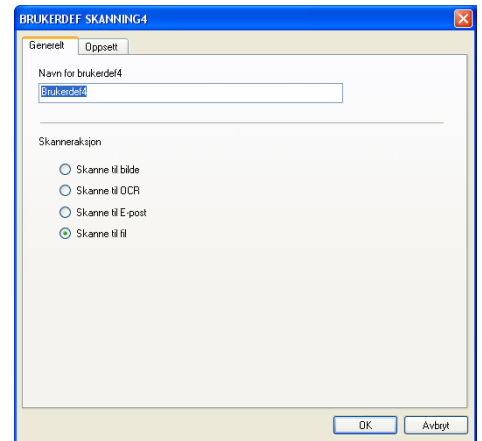 BRUKERDEF SKANNING4
Generelt Oppsett
Navn for brukerdef4
Brukerdef4
Skanneraksjon
Skanne til bilde
Skanne til OCR
Skanne til E-post
Skanne til fil
OK Avbryt